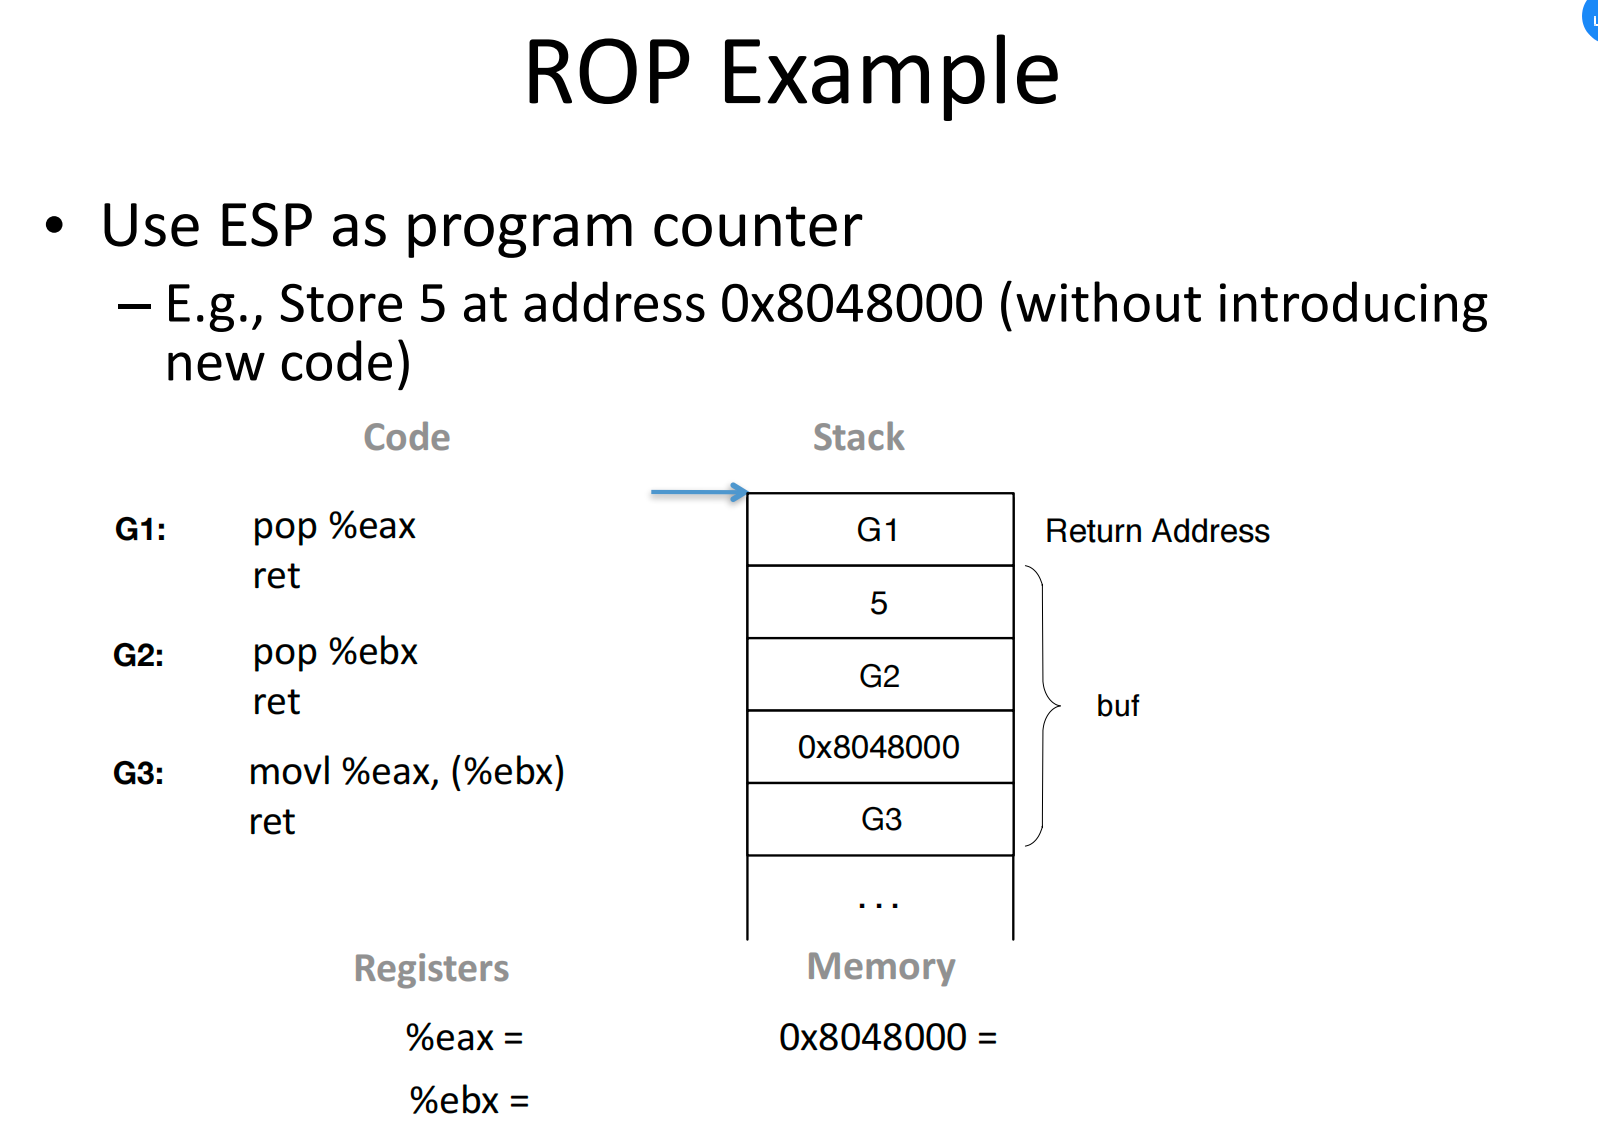 ROP Example
• Use ESP as program counter
– E.g., Store 5 at address 0x8048000 (without introducing
new code)
Code
Stack
G1: pop %eax
ret
G2: pop %ebx
ret
G3: movl %eax, (%ebx)
ret
G1
Return Address
5
G2
0x8048000
G3
buf
...
Registers
%eax =
%ebx =
Memory
0x8048000 =